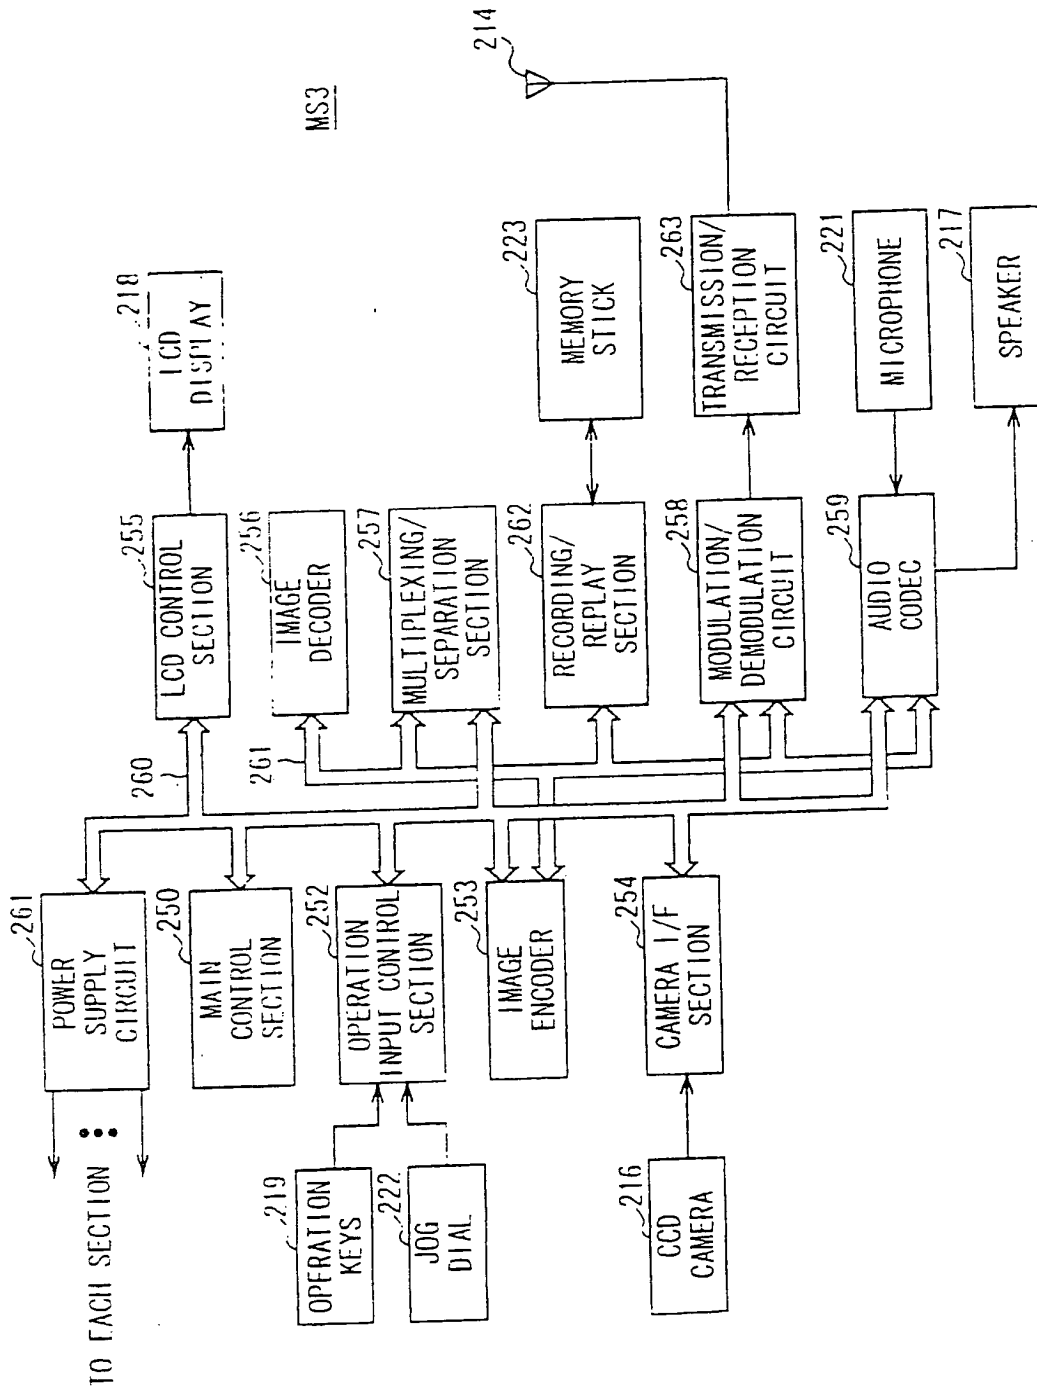 MS3
214
218
LCD
DISPLAY
223
MEMORY
STICK
263
TRANSMISSION/
RECEPTION
CIRCUIT
221
MICROPHONE
217
SPEAKER
255
LCD CONTROL
SECTION
256
IMAGE
DECODER
257
MULTIPLEXING/
SEPARATION
SECTION
262
RECORDING/
REPLAY
SECTION
258
MODULATION/
DEMODULATION
CIRCUIT
259
AUDIO
CODEC
260
261
261
POWER
SUPPLY
CIRCUIT
250
MAIN
CONTROL
SECTION
252
OPERATION
INPUT CONTROL
SECTION
253
IMAGE
ENCODER
254
CAMERA I/F
SECTION
TO EACH SECTION
219
OPERATION
KEYS
222
JOG
DIAL
216
CCD
CAMERA